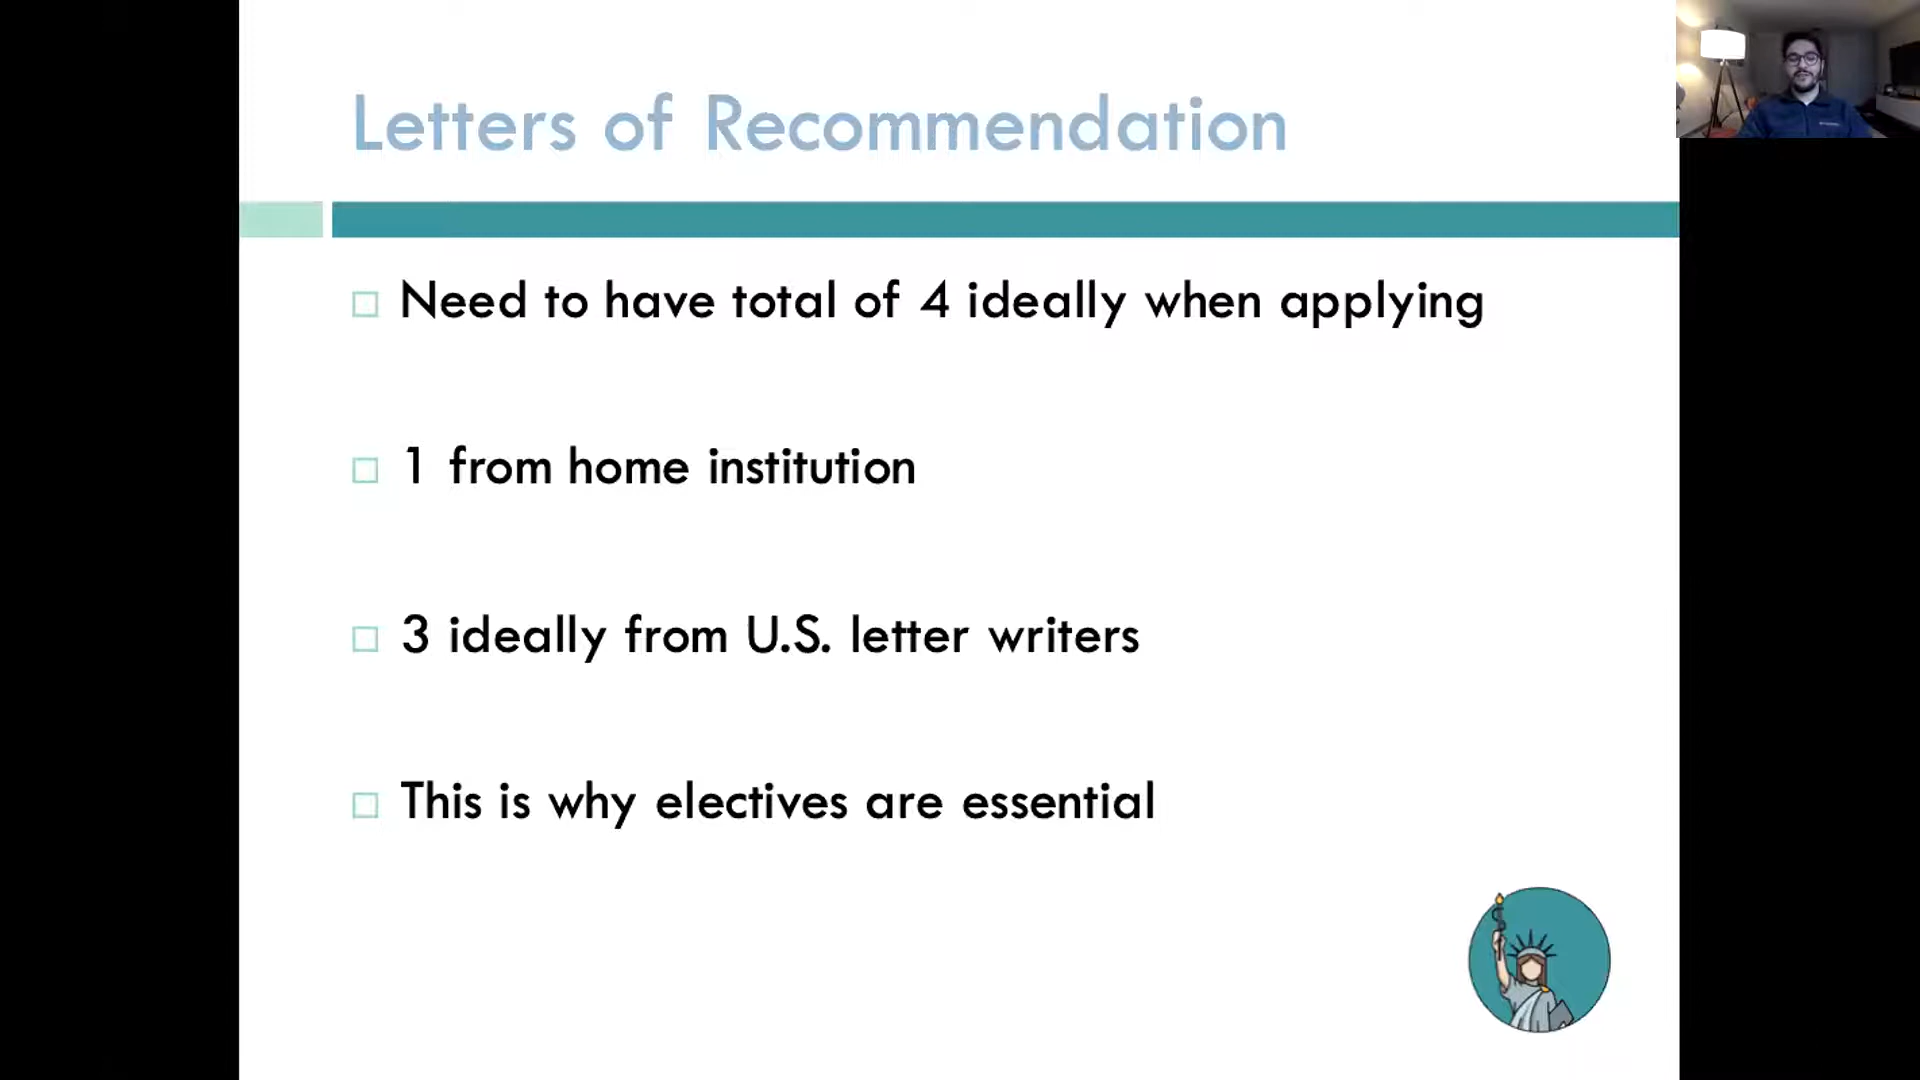 Letters of Recommendation
Need to have total of 4 ideally when applying
1 from home institution
3 ideally from U.S. letter writers
This is why electives are essential